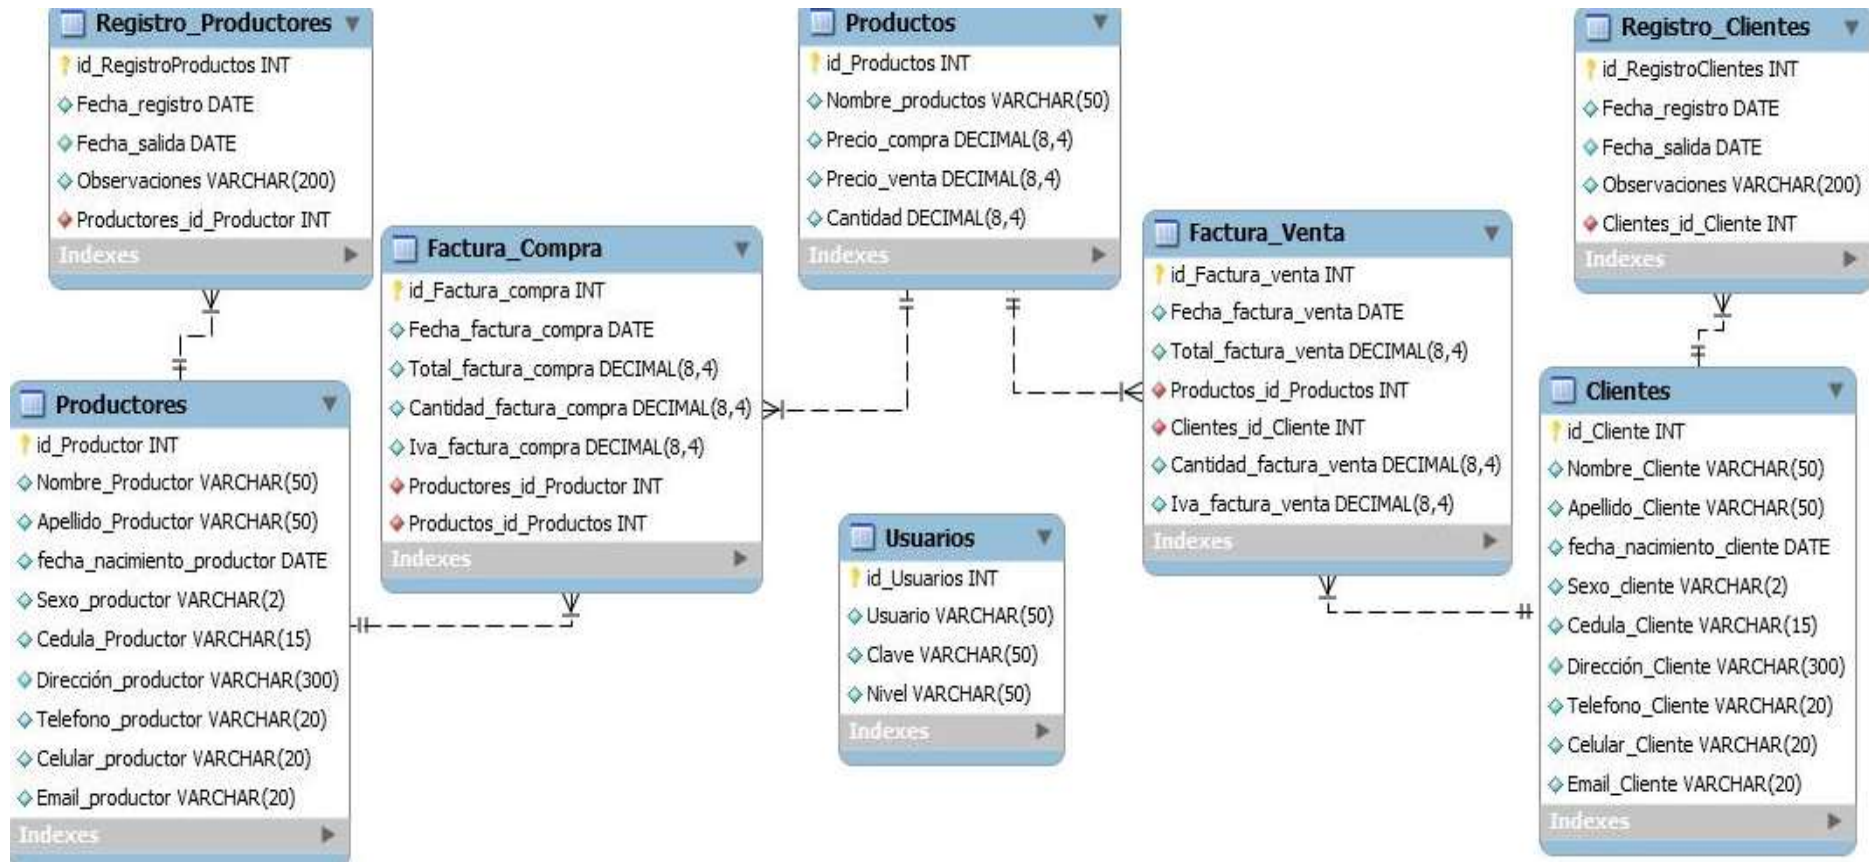 Registro_Productores
id_RegistroProductos INT
Fecha_registro DATE
Fecha_salida DATE
Observaciones VARCHAR(200)
Productores_id_Productor INT
Indexes
Productores
id_Productor INT
Nombre_Productor VARCHAR(50)
Apellido_Productor VARCHAR(50)
fecha_nacimiento_productor DATE
Sexo_productor VARCHAR(2)
Cedula_Productor VARCHAR(15)
Dirección_productor VARCHAR(300)
Telefono_productor VARCHAR(20)
Celular_productor VARCHAR(20)
Email_productor VARCHAR(20)
Indexes
Factura_Compra
id_Factura_compra INT
Fecha_factura_compra DATE
Total_factura_compra DECIMAL(8,4)
Cantidad_factura_compra DECIMAL(8,4)
Iva_factura_compra DECIMAL(8,4)
Productores_id_Productor INT
Productos_id_Productos INT
Indexes
Productos
id_Productos INT
Nombre_productos VARCHAR(50)
Precio_compra DECIMAL(8,4)
Precio_venta DECIMAL(8,4)
Cantidad DECIMAL(8,4)
Indexes
Usuarios
id_Usuarios INT
Usuario VARCHAR(50)
Clave VARCHAR(50)
Nivel VARCHAR(50)
Indexes
Factura_Venta
id_Factura_venta INT
Fecha_factura_venta DATE
Total_factura_venta DECIMAL(8,4)
Productos_id_Productos INT
Clientes_id_Cliente INT
Cantidad_factura_venta DECIMAL(8,4)
Iva_factura_venta DECIMAL(8,4)
Indexes
Registro_Clientes
id_RegistroClientes INT
Fecha_registro DATE
Fecha_salida DATE
Observaciones VARCHAR(200)
Clientes_id_Cliente INT
Indexes
Clientes
id_Cliente INT
Nombre_Cliente VARCHAR(50)
Apellido_Cliente VARCHAR(50)
fecha_nacimiento_cliente DATE
Sexo_cliente VARCHAR(2)
Cedula_Cliente VARCHAR(15)
Dirección_Cliente VARCHAR(300)
Telefono_Cliente VARCHAR(20)
Celular_Cliente VARCHAR(20)
Email_Cliente VARCHAR(20)
Indexes